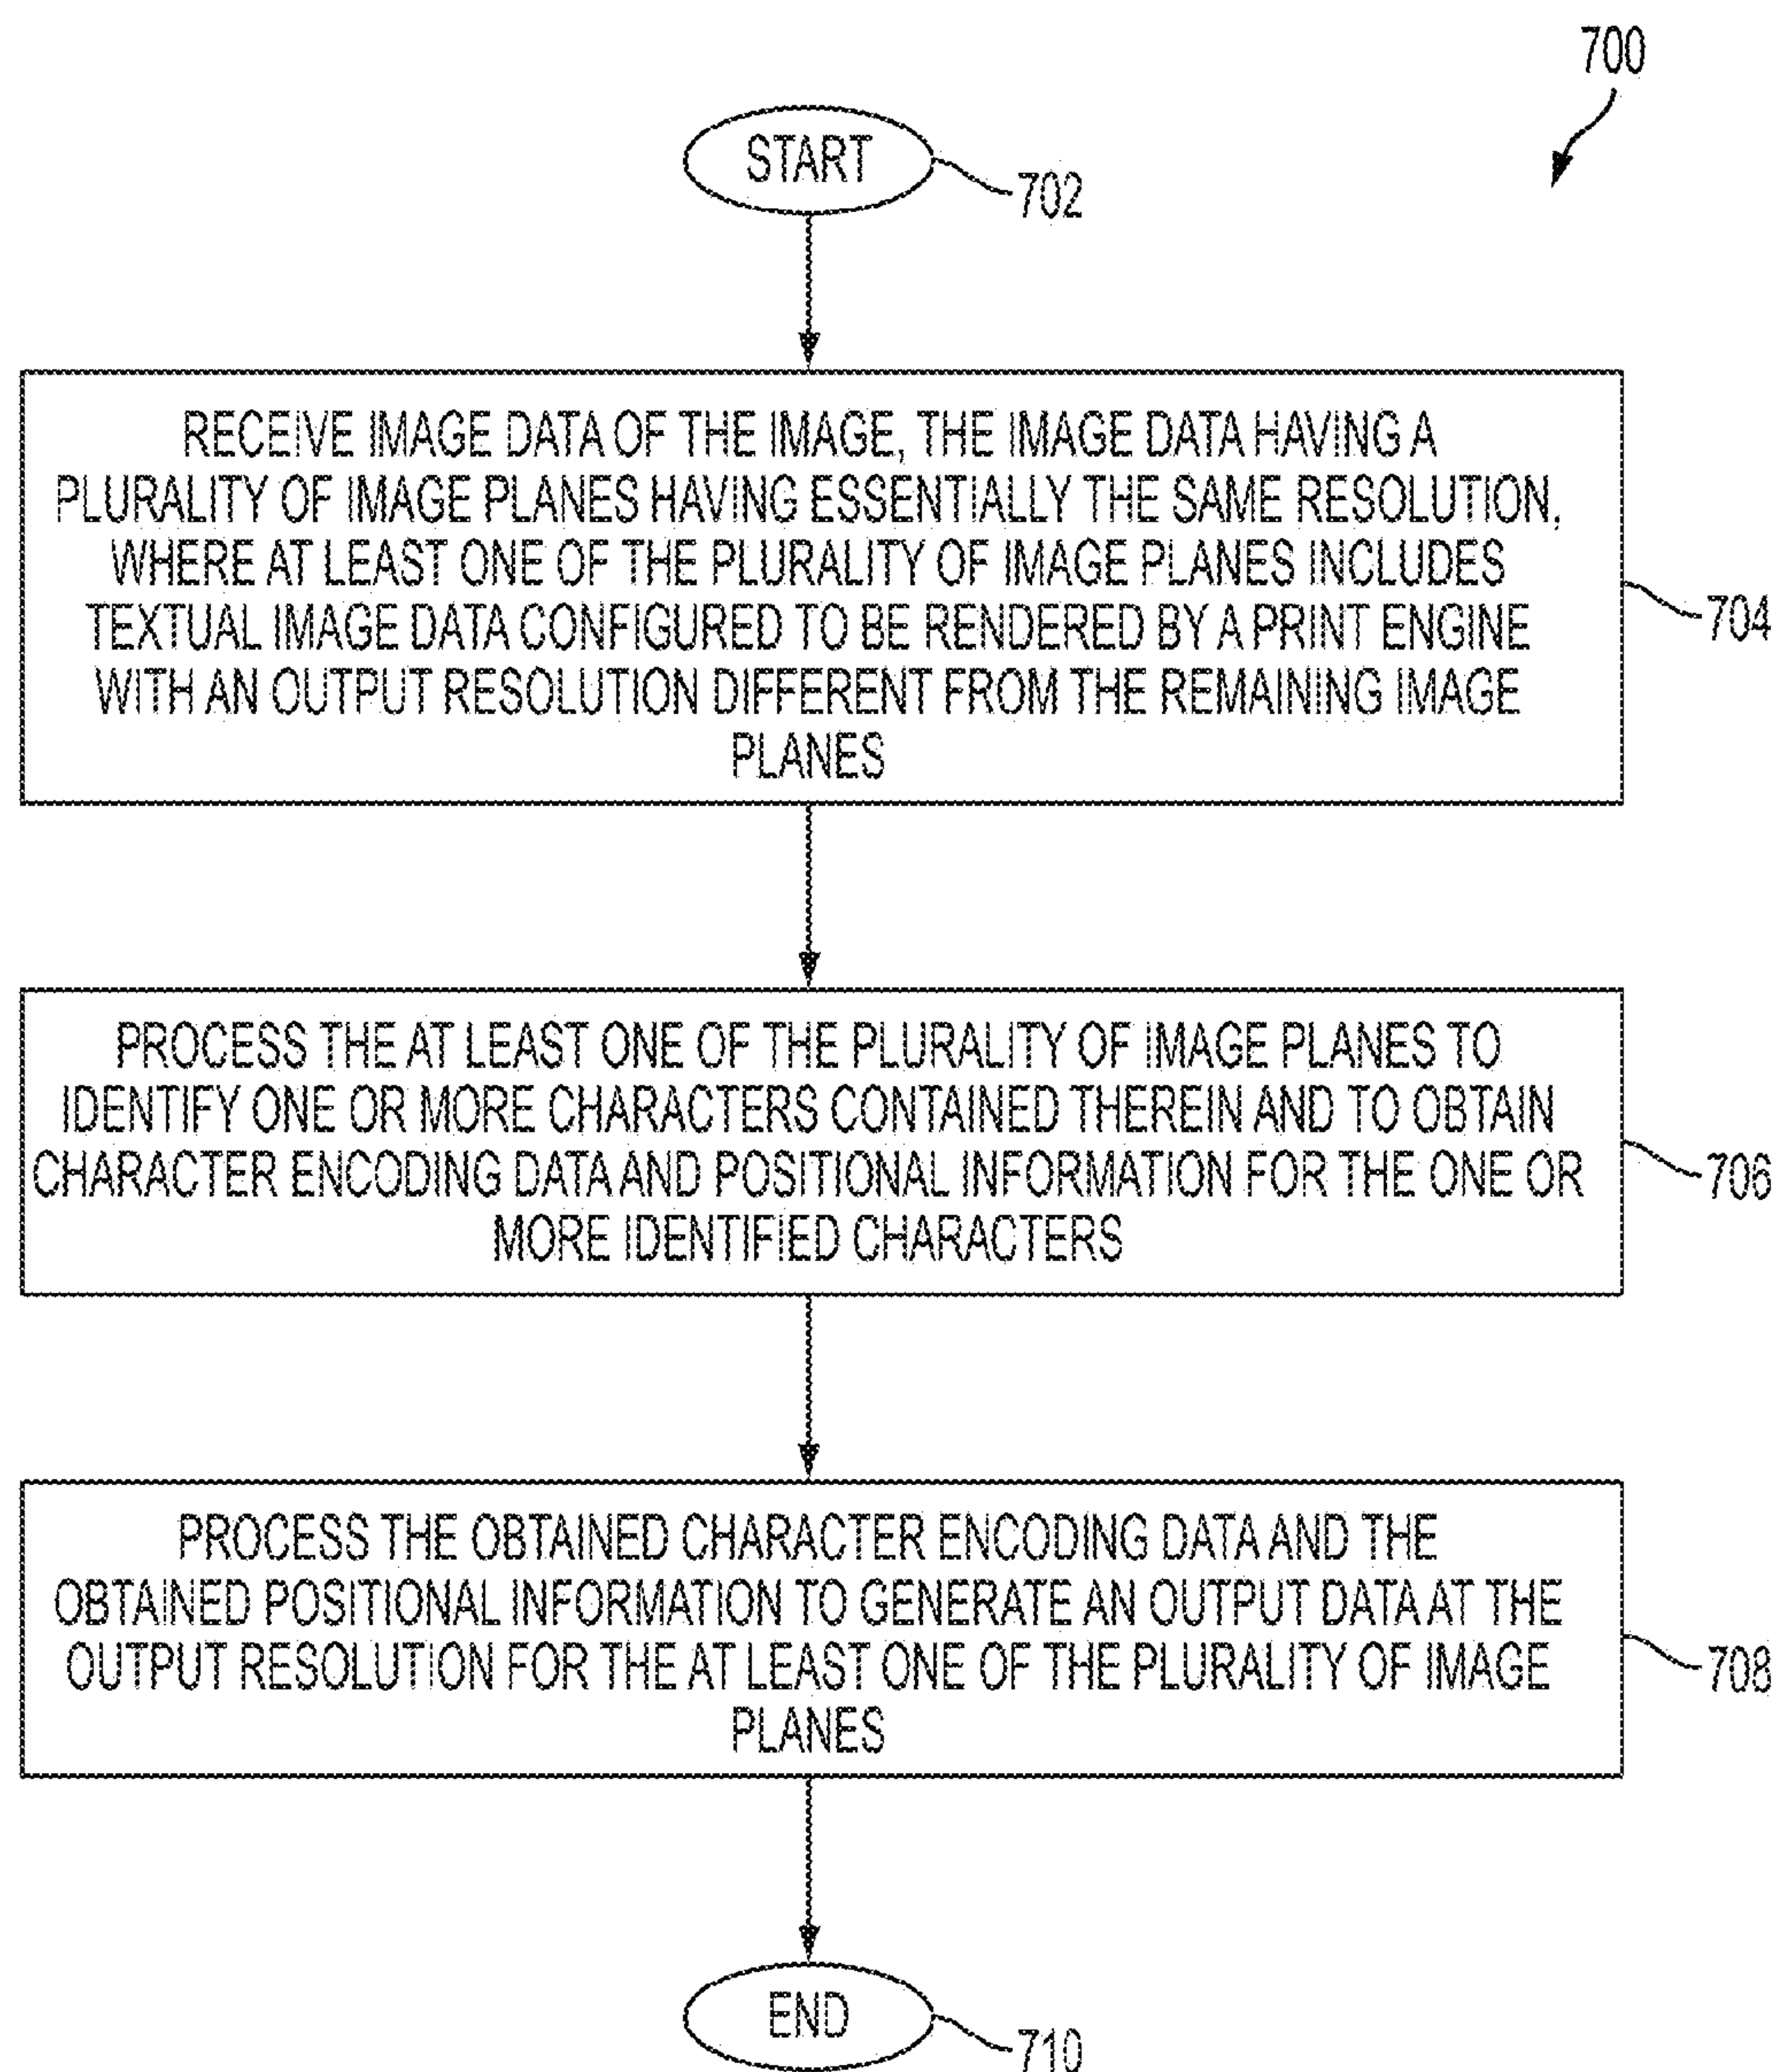 700
START
702
RECEIVE IMAGE DATA OF THE IMAGE, THE IMAGE DATA HAVING A
PLURALITY OF IMAGE PLANES HAVING ESSENTIALLY THE SAME RESOLUTION,
WHERE AT LEAST ONE OF THE PLURALITY OF IMAGE PLANES INCLUDES
TEXTUAL IMAGE DATA CONFIGURED TO BE RENDERED BY A PRINT ENGINE
WITH AN OUTPUT RESOLUTION DIFFERENT FROM THE REMAINING IMAGE
PLANES
704
PROCESS THE AT LEAST ONE OF THE PLURALITY OF IMAGE PLANES TO
IDENTIFY ONE OR MORE CHARACTERS CONTAINED THEREIN AND TO OBTAIN
CHARACTER ENCODING DATA AND POSITIONAL INFORMATION FOR THE ONE OR
MORE IDENTIFIED CHARACTERS
706
PROCESS THE OBTAINED CHARACTER ENCODING DATA AND THE
OBTAINED POSITIONAL INFORMATION TO GENERATE AN OUTPUT DATA AT THE
OUTPUT RESOLUTION FOR THE AT LEAST ONE OF THE PLURALITY OF IMAGE
PLANES
708
END
710